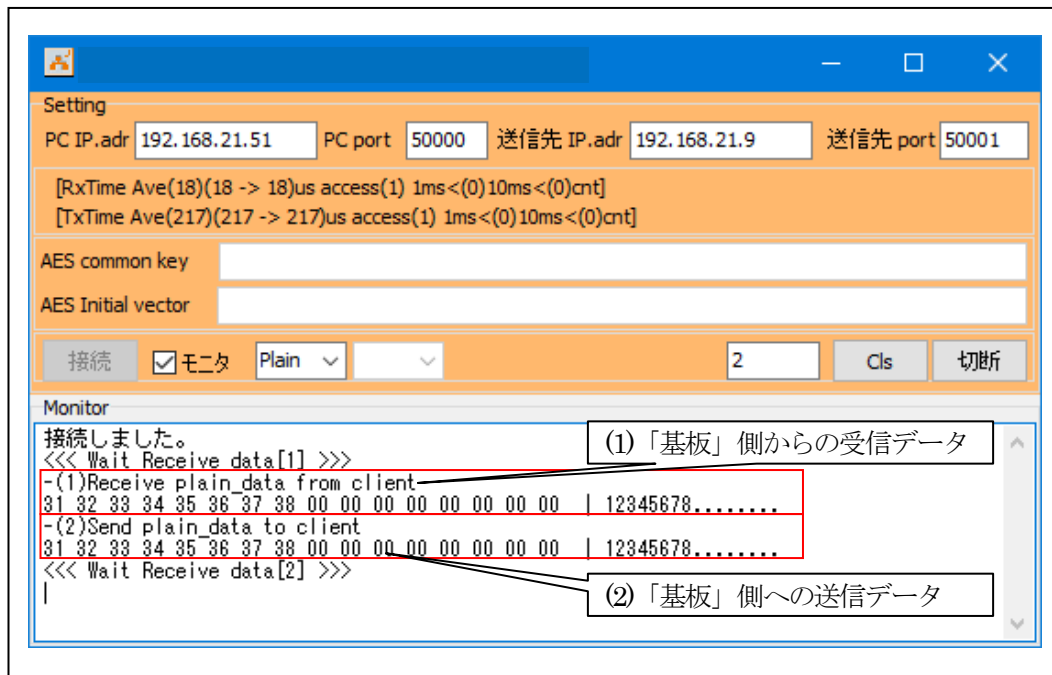 Setting
PC IP.adr 192.168.21.51 PC port 50000 送信先 IP.adr 192.168.21.9 送信先 port 50001
[RxTime Ave(18)(18 -> 18)us access(1) 1ms<(0)10ms<(0)cnt]
[TxTime Ave(217)(217 -> 217)us access(1) 1ms<(0)10ms<(0)cnt]
AES common key
AES Initial vector
接続 モニタ Plain 2 Cls 切断
Monitor
接続しました。
<<< Wait Receive data[1] >>>
(1)「基板」側からの受信データ
-(1)Receive plain_data from client
31 32 33 34 35 36 37 38 00 00 00 00 00 00 00 00 | 12345678........
-(2)Send plain_data to client
31 32 33 34 35 36 37 38 00 00 00 00 00 00 00 00 | 12345678........
<<< Wait Receive data[2] >>>
(2)「基板」側への送信データ